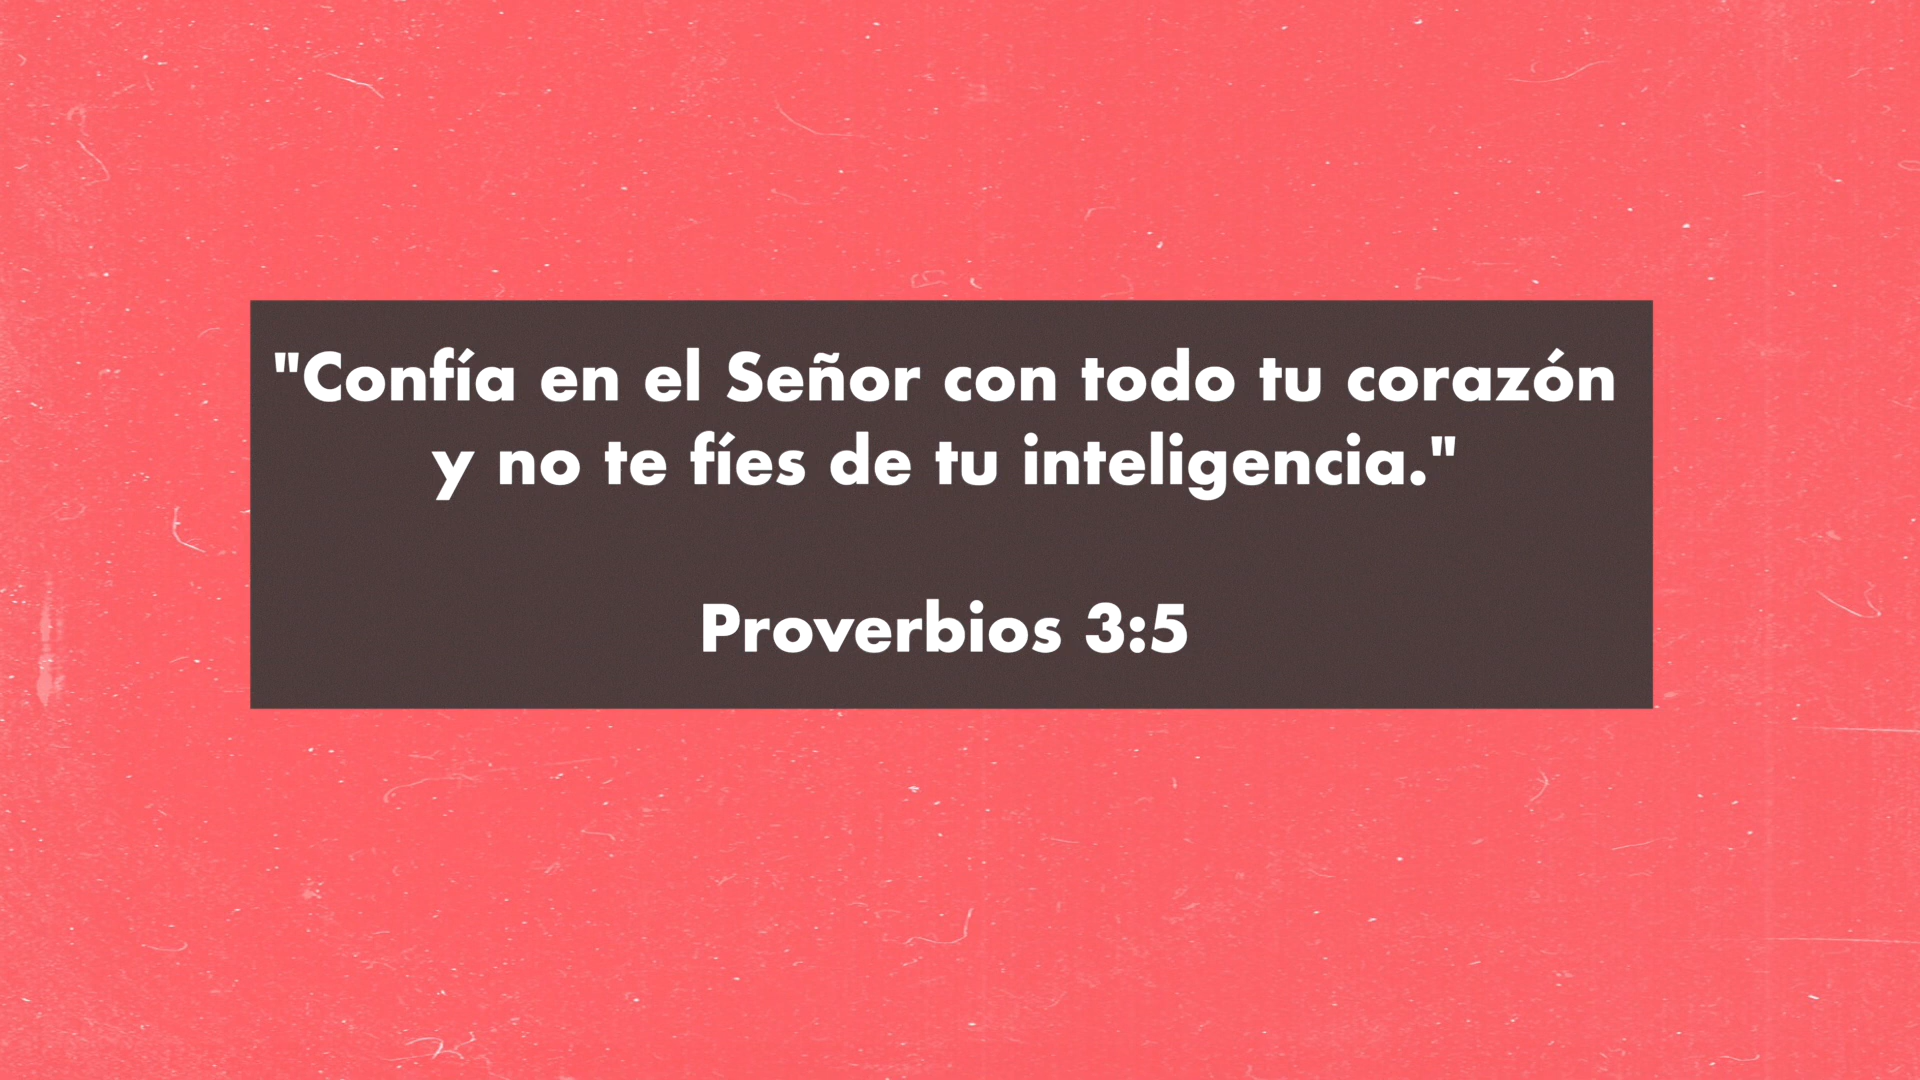 "Confía en el Señor con todo tu corazón
y no te fíes de tu inteligencia."
Proverbios 3:5